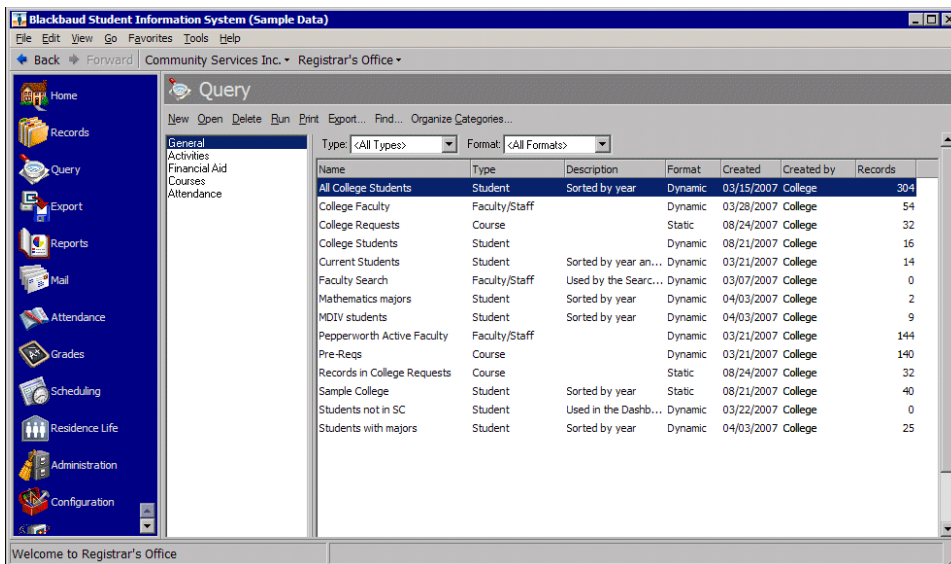 Blackbaud Student Information System (Sample Data)
File Edit View Go Favorites Tools Help
Back Forward Community Services Inc. Registrar's Office
Home
Records
Query
Export
Reports
Mail
Attendance
Grades
Scheduling
Residence Life
Administration
Configuration
Query
New Open Delete Run Print Export... Find... Organize Categories...
General
Activities
Financial Aid
Courses
Attendance
Type: <All Types> Format: <All Formats>
Name Type Description Format Created Created by Records
All College Students Student Sorted by year Dynamic 03/15/2007 College 304
College Faculty Faculty/Staff Dynamic 03/28/2007 College 54
College Requests Course Static 08/24/2007 College 32
College Students Student Dynamic 08/21/2007 College 16
Current Students Student Sorted by year an... Dynamic 03/21/2007 College 14
Faculty Search Faculty/Staff Used by the Searc... Dynamic 03/07/2007 College 0
Mathematics majors Student Sorted by year Dynamic 04/03/2007 College 2
MDIV students Student Sorted by year Dynamic 04/03/2007 College 9
Pepperworth Active Faculty Faculty/Staff Dynamic 03/21/2007 College 144
Pre-Reqs Course Dynamic 03/21/2007 College 140
Records in College Requests Course Static 08/24/2007 College 32
Sample College Student Sorted by year Static 08/21/2007 College 40
Students not in SC Student Used in the Dashb... Dynamic 03/22/2007 College 0
Students with majors Student Sorted by year Dynamic 04/03/2007 College 25
Welcome to Registrar's Office